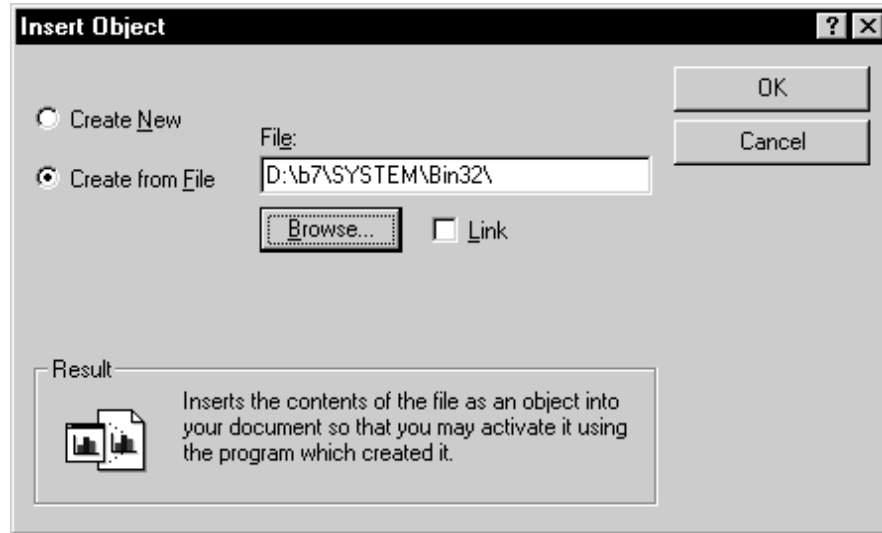 Insert Object
OK
Create New
File:
Cancel
Create from File
D:\b7\SYSTEM\Bin32\
Browse...
Link
Result
Inserts the contents of the file as an object into
your document so that you may activate it using
the program which created it.